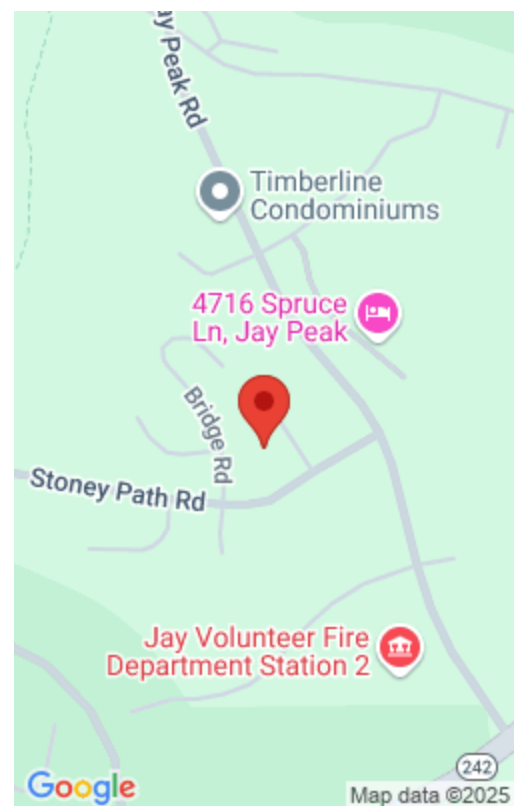 ay Peak Rd
Timberline
Condominiums
4716 Spruce
Ln, Jay Peak
Bridge Rd
Stoney Path Rd
Jay Volunteer Fire
Department Station 2
242
Google
Map data ©2025